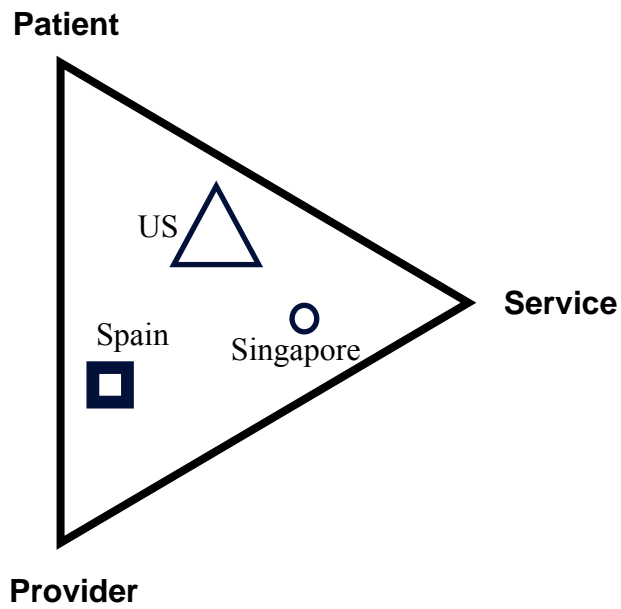 Patient
US
Service
Spain
Singapore
Provider